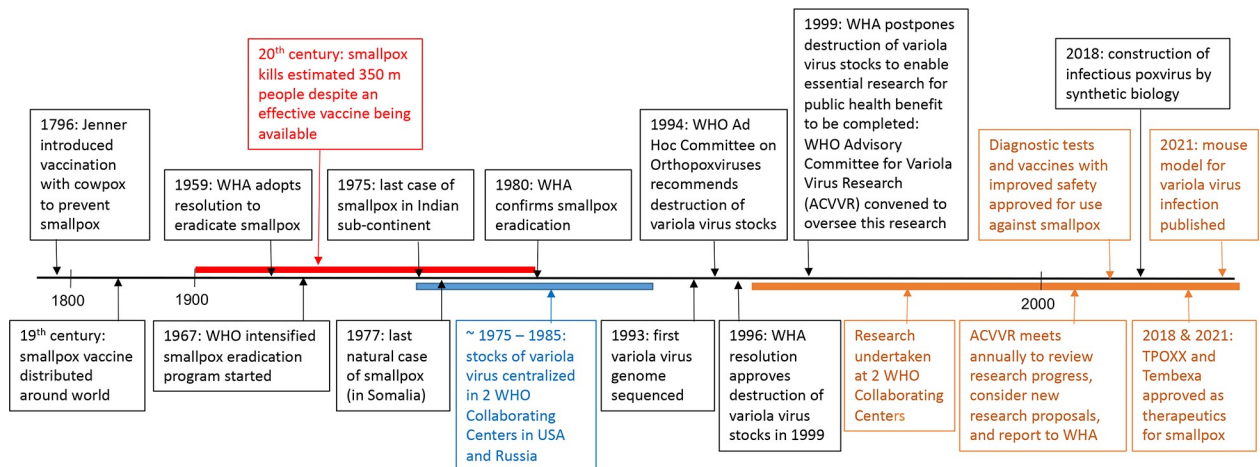 20th century: smallpox
kills estimated 350 m
people despite an
effective vaccine being
available
1796: Jenner
introduced
vaccination
with cowpox
to prevent
smallpox
1959: WHA adopts
resolution to
eradicate smallpox
1975: last case of
smallpox in Indian
sub-continent
1980: WHA
confirms smallpox
eradication
1994: WHO Ad
Hoc Committee on
Orthopoxviruses
recommends
destruction of
variola virus stocks
1999: WHA postpones
destruction of variola
virus stocks to enable
essential research for
public health benefit
to be completed:
WHO Advisory
Committee for Variola
Virus Research
(ACVVR) convened to
oversee this research
2018: construction of
infectious poxvirus by
synthetic biology
Diagnostic tests
and vaccines with
improved safety
approved for use
against smallpox
2021: mouse
model for
variola virus
infection
published
1800
1900
2000
19th century:
smallpox vaccine
distributed
around world
1967: WHO intensified
smallpox eradication
program started
1977: last
natural case
of smallpox
(in Somalia)
~ 1975 – 1985:
stocks of variola
virus centralized
in 2 WHO
Collaborating
Centers in USA
and Russia
1993: first
variola virus
genome
sequenced
1996: WHA
resolution
approves
destruction of
variola virus
stocks in 1999
Research
undertaken
at 2 WHO
Collaborating
Centers
ACVVR meets
annually to review
research progress,
consider new
research proposals,
and report to WHA
2018 & 2021:
TPOXX and
Tembexa
approved as
therapeutics
for smallpox